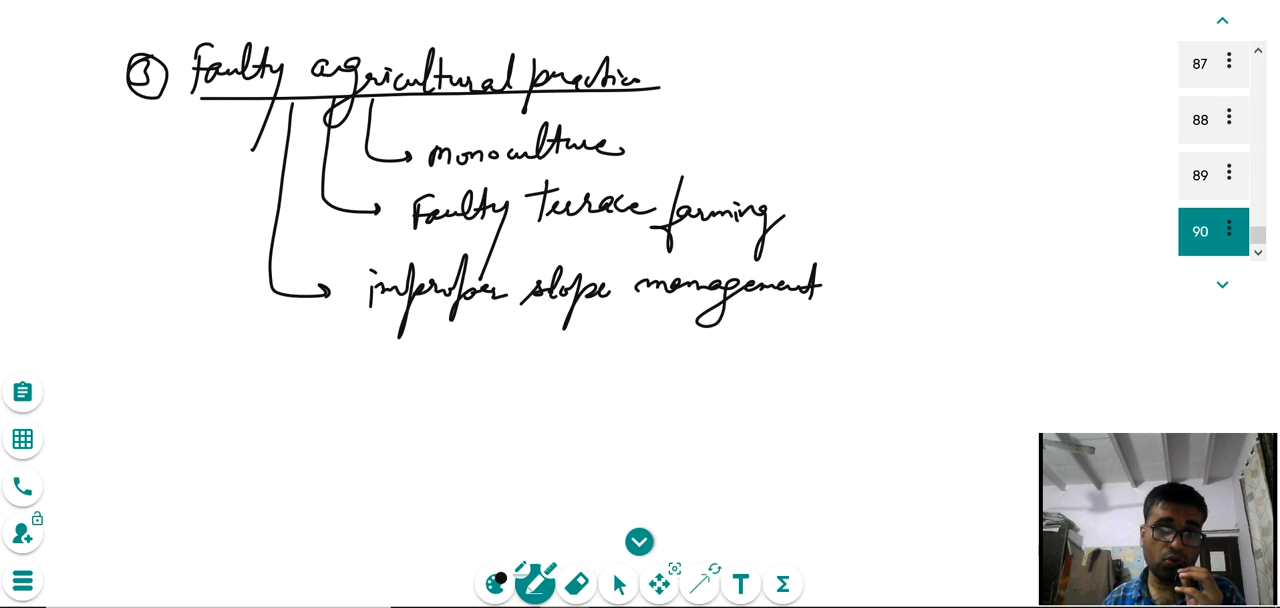 ③ Faulty agricultural practice
monoculture
Faulty Terrace farming
improper slope management
87
88
89
90
T
Σ